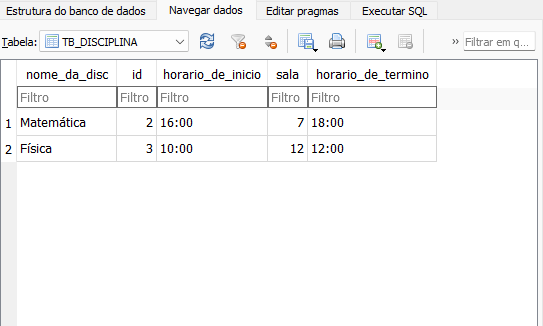 Estrutura do banco de dados Navegar dados Editar pragmas Executar SQL
Tabela: TB_DISCIPLINA » Filtrar em q...
nome_da_disc id horario_de_inicio sala horario_de_termino
Filtro Filtro Filtro Filtro Filtro
1 Matemática 2 16:00 7 18:00
2 Física 3 10:00 12 12:00